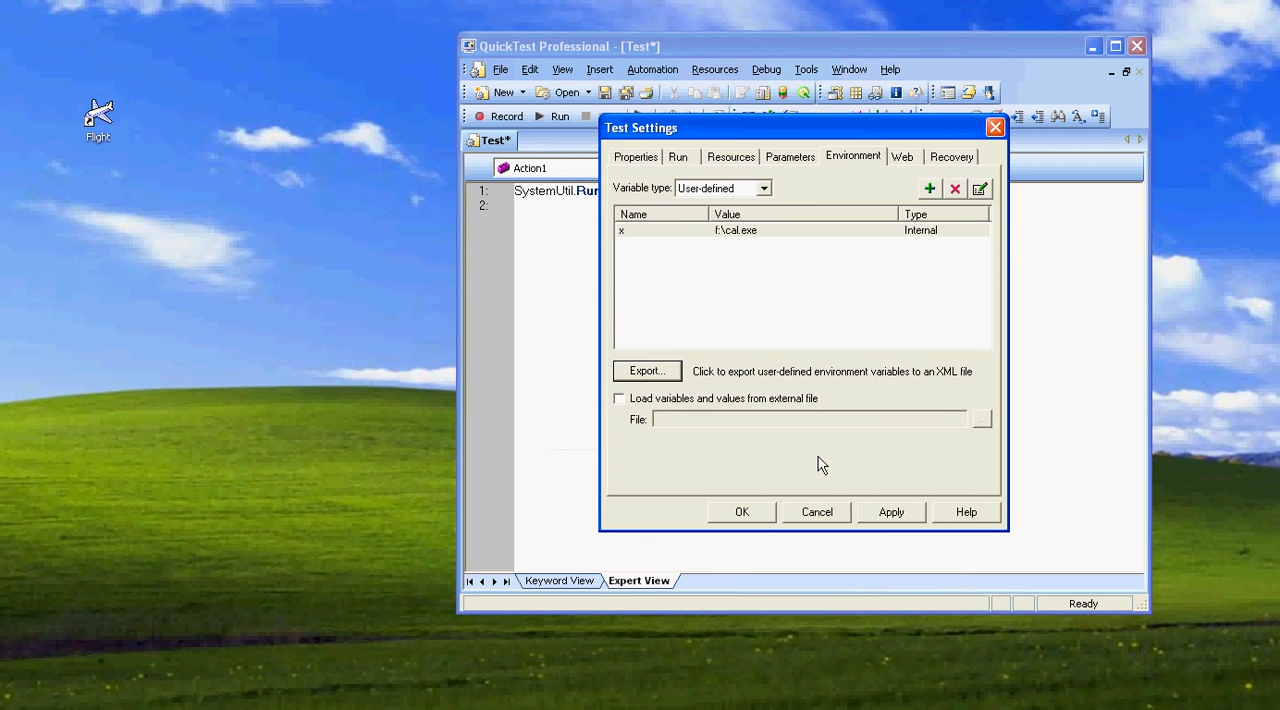 Flight
QuickTest Professional - [Test*]
File Edit View Insert Automation Resources Debug Tools Window Help
New Open
Record Run
Test*
Action1
1: SystemUtil.Run
2:
Test Settings
Properties Run Resources Parameters Environment Web Recovery
Variable type: User-defined
Name Value Type
x f:\cal.exe Internal
Export... Click to export user-defined environment variables to an XML file
Load variables and values from external file
File: ...
OK Cancel Apply Help
Keyword View Expert View
Ready